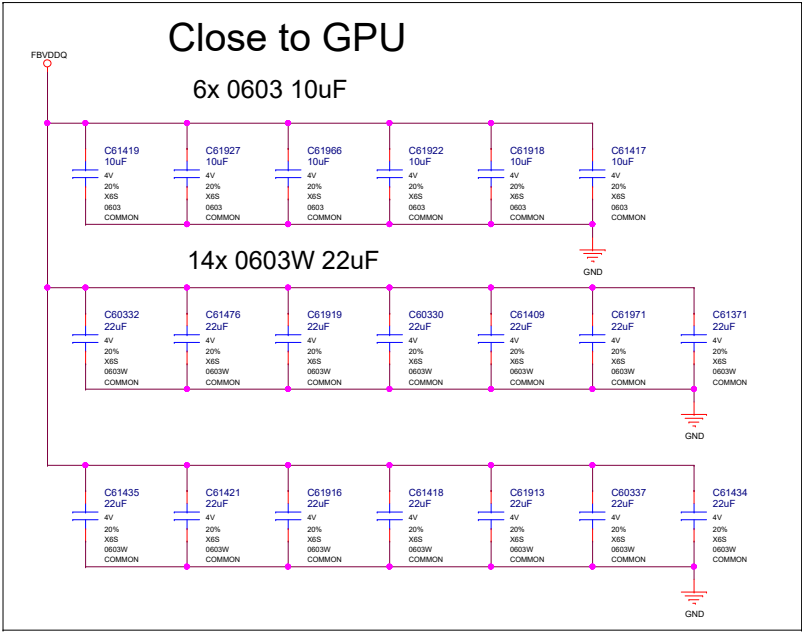 Close to GPU
FBVDDQ
6x 0603 10uF
C61419
10uF
4V
20%
X6S
0603
COMMON
C61927
10uF
4V
20%
X6S
0603
COMMON
C61966
10uF
4V
20%
X6S
0603
COMMON
C61922
10uF
4V
20%
X6S
0603
COMMON
C61918
10uF
4V
20%
X6S
0603
COMMON
C61417
10uF
4V
20%
X6S
0603
COMMON
GND
14x 0603W 22uF
C60332
22uF
4V
20%
X6S
0603W
COMMON
C61476
22uF
4V
20%
X6S
0603W
COMMON
C61919
22uF
4V
20%
X6S
0603W
COMMON
C60330
22uF
4V
20%
X6S
0603W
COMMON
C61409
22uF
4V
20%
X6S
0603W
COMMON
C61971
22uF
4V
20%
X6S
0603W
COMMON
C61371
22uF
4V
20%
X6S
0603W
COMMON
GND
C61435
22uF
4V
20%
X6S
0603W
COMMON
C61421
22uF
4V
20%
X6S
0603W
COMMON
C61916
22uF
4V
20%
X6S
0603W
COMMON
C61418
22uF
4V
20%
X6S
0603W
COMMON
C61913
22uF
4V
20%
X6S
0603W
COMMON
C60337
22uF
4V
20%
X6S
0603W
COMMON
C61434
22uF
4V
20%
X6S
0603W
COMMON
GND